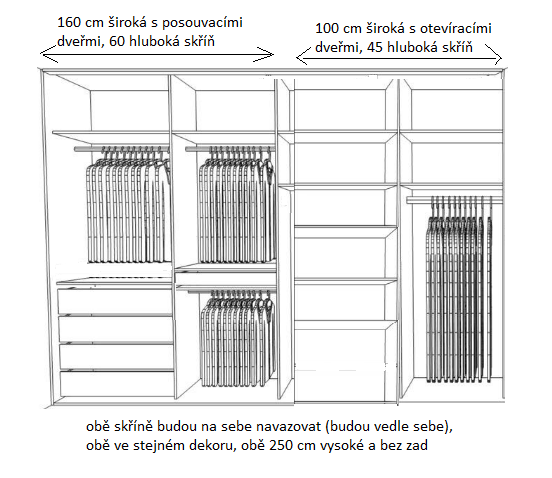 160 cm široká s posouvacími
dveřmi, 60 hluboká skříň
100 cm široká s otevíracími
dveřmi, 45 hluboká skříň
obě skříně budou na sebe navazovat (budou vedle sebe),
obě ve stejném dekoru, obě 250 cm vysoké a bez zad